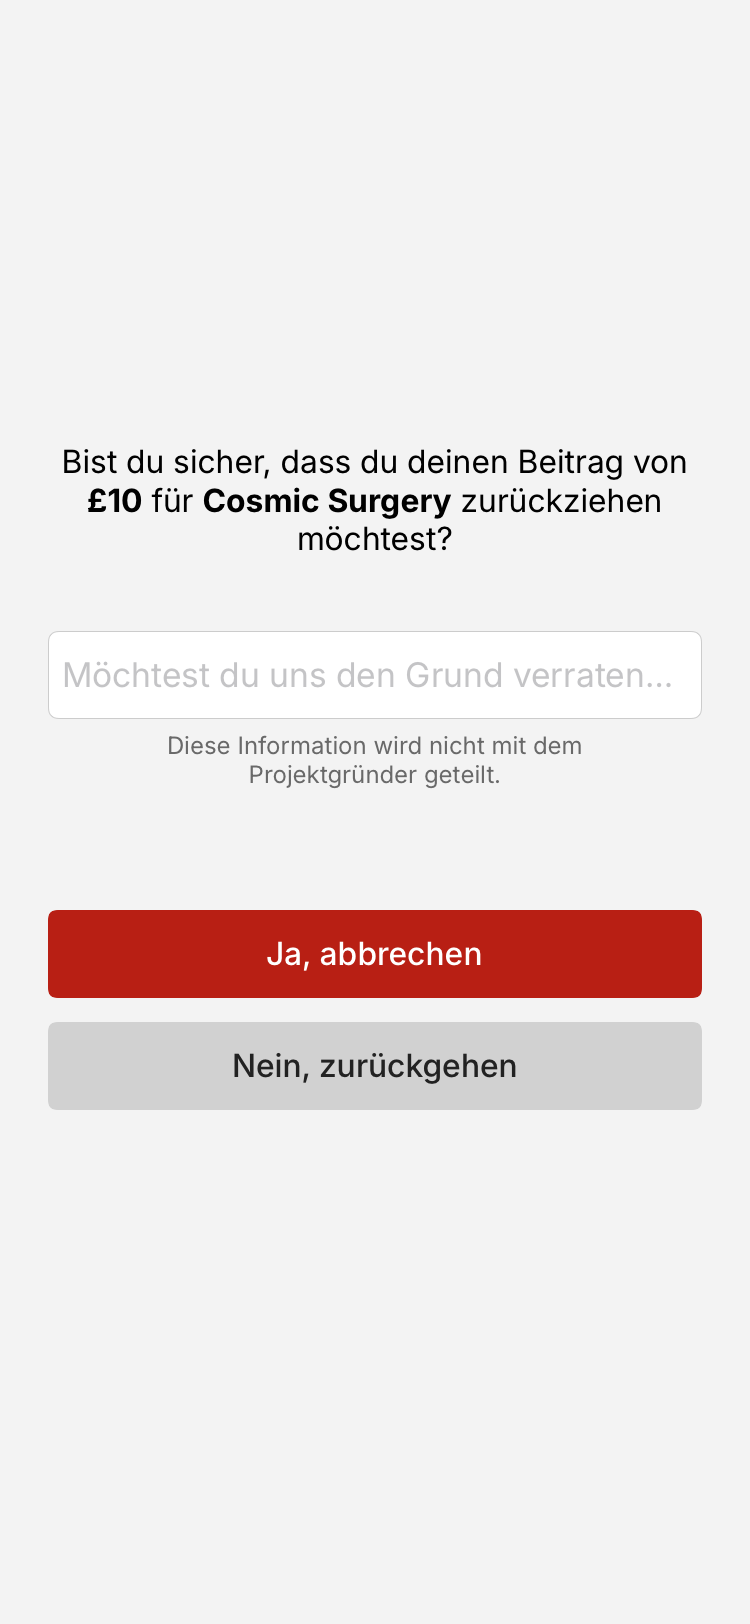 Bist du sicher, dass du deinen Beitrag von
£10 für Cosmic Surgery zurückziehen
möchtest?
Möchtest du uns den Grund verraten...
Diese Information wird nicht mit dem
Projektgründer geteilt.
Ja, abbrechen
Nein, zurückgehen